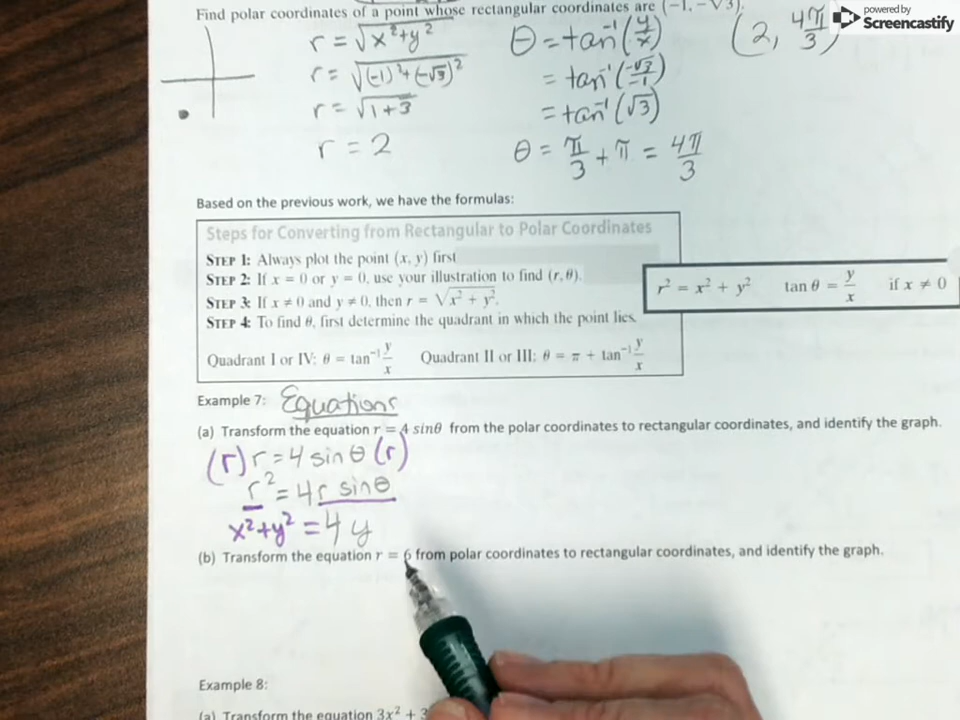 Find polar coordinates of a point whose rectangular coordinates are (−1, −√3).
powered by
Screencastify
r = √x²+y²
θ = tan⁻¹(y/x)
(2, 4π/3)
r = √(-1)²+(-√3)²
= tan⁻¹(-√3/-1)
r = √1+3
= tan⁻¹(√3)
r = 2
θ = π/3 + π = 4π/3
Based on the previous work, we have the formulas:
Steps for Converting from Rectangular to Polar Coordinates
STEP 1: Always plot the point (x, y) first
STEP 2: If x = 0 or y = 0, use your illustration to find (r, θ).
STEP 3: If x ≠ 0 and y ≠ 0, then r = √x² + y².
STEP 4: To find θ, first determine the quadrant in which the point lies.
Quadrant I or IV: θ = tan⁻¹ y/x Quadrant II or III: θ = π + tan⁻¹ y/x
r² = x² + y² tan θ = y/x if x ≠ 0
Example 7: Equations
(a) Transform the equation r = 4 sinθ from the polar coordinates to rectangular coordinates, and identify the graph.
(r) r = 4 sin θ (r)
r² = 4 r sin θ
x²+y² = 4y
(b) Transform the equation r = 6 from polar coordinates to rectangular coordinates, and identify the graph.
Example 8:
(a) Transform the equation 3x² + 3